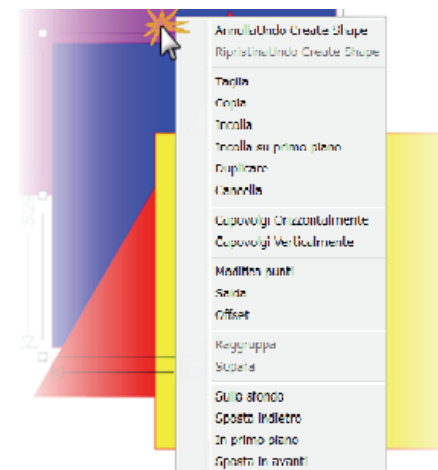 AnnullaUndo Create Shape
RipristinaUndo Create Shape
Taglia
Copia
Incolla
Incolla su primo piano
Duplicare
Cancella
Capovolgi Orizzontalmente
Capovolgi Verticalmente
Modifica punti
Salda
Offset
Raggruppa
Separa
Sullo sfondo
Sposta indietro
In primo piano
Sposta in avanti